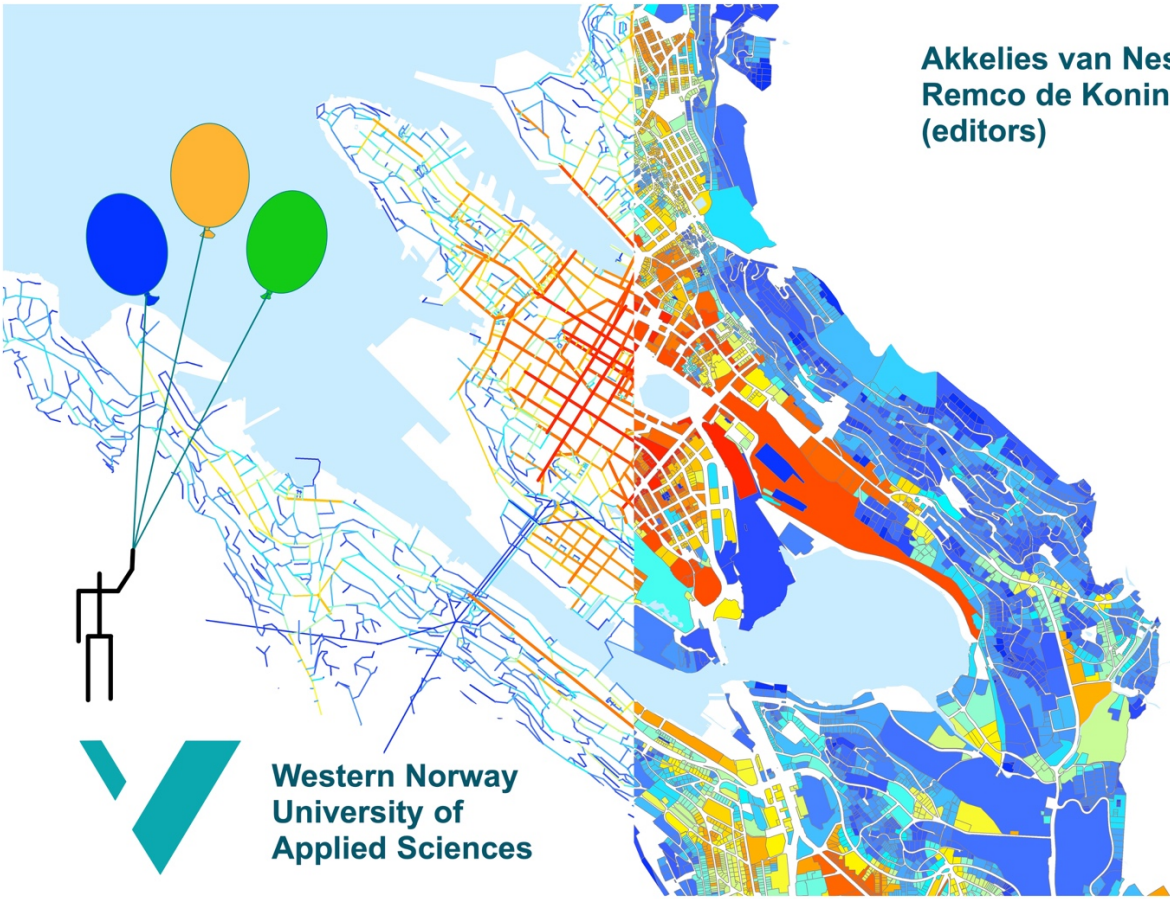 Akkelies van Nes
Remco de Konin
(editors)
Western Norway
University of
Applied Sciences